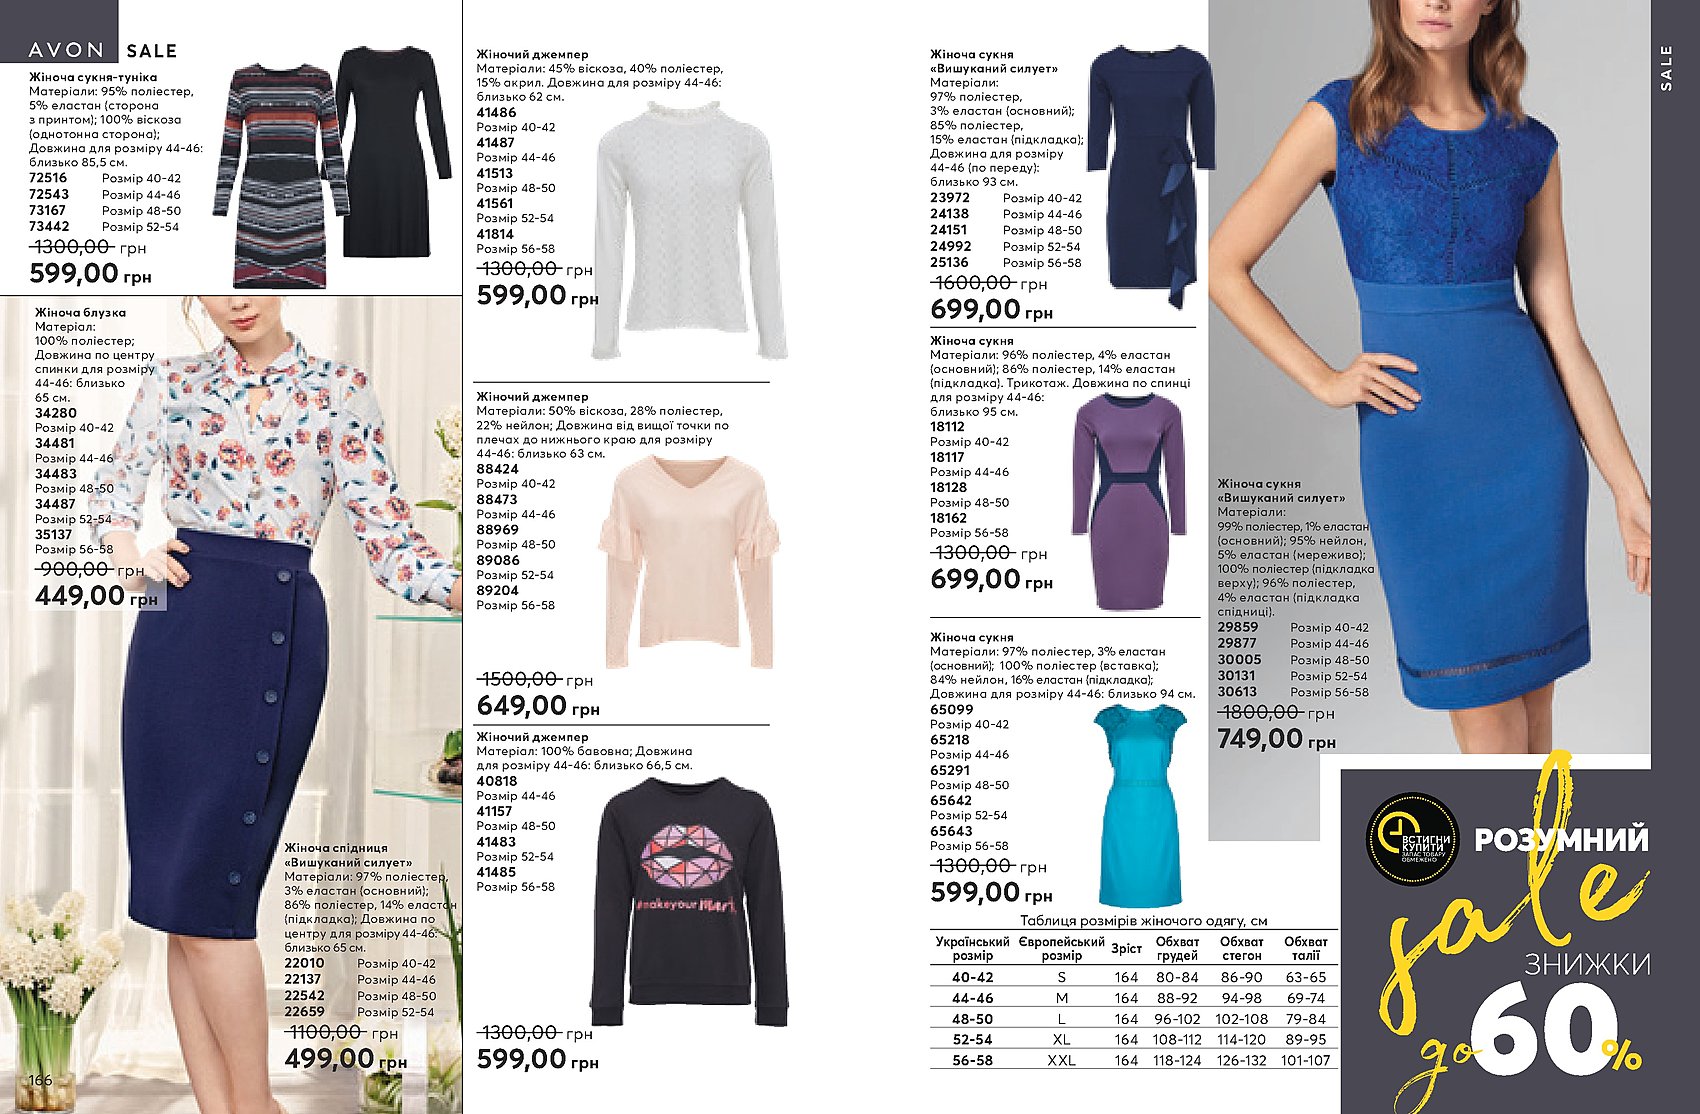 AVON SALE
Жіноча сукня-туніка
Матеріали: 95% поліестер,
5% еластан (сторона
з принтом); 100% віскоза
(однотонна сторона);
Довжина для розміру 44-46:
близько 85,5 см.
72516 Розмір 40-42
72543 Розмір 44-46
73167 Розмір 48-50
73442 Розмір 52-54
1300,00 грн
599,00 грн
Жіноча блузка
Матеріал:
100% поліестер;
Довжина по центру
спинки для розміру
44-46: близько
65 см.
34280
Розмір 40-42
34481
Розмір 44-46
34483
Розмір 48-50
34487
Розмір 52-54
35137
Розмір 56-58
900,00 грн
449,00 грн
Жіноча спідниця
«Вишуканий силует»
Матеріали: 97% поліестер,
3% еластан (основний);
86% поліестер, 14% еластан
(підкладка); Довжина по
центру для розміру 44-46:
близько 65 см.
22010 Розмір 40-42
22137 Розмір 44-46
22542 Розмір 48-50
22659 Розмір 52-54
1100,00 грн
499,00 грн
166
Жіночий джемпер
Матеріали: 45% віскоза, 40% поліестер,
15% акрил. Довжина для розміру 44-46:
близько 62 см.
41486
Розмір 40-42
41487
Розмір 44-46
41513
Розмір 48-50
41561
Розмір 52-54
41814
Розмір 56-58
1300,00 грн
599,00 грн
Жіночий джемпер
Матеріали: 50% віскоза, 28% поліестер,
22% нейлон; Довжина від вищої точки по
плечах до нижнього краю для розміру
44-46: близько 63 см.
88424
Розмір 40-42
88473
Розмір 44-46
88969
Розмір 48-50
89086
Розмір 52-54
89204
Розмір 56-58
1500,00 грн
649,00 грн
Жіночий джемпер
Матеріал: 100% бавовна; Довжина
для розміру 44-46: близько 66,5 см.
40818
Розмір 44-46
41157
Розмір 48-50
41483
Розмір 52-54
41485
Розмір 56-58
#makeyourMark
1300,00 грн
599,00 грн
Жіноча сукня
«Вишуканий силует»
Матеріали:
97% поліестер,
3% еластан (основний);
85% поліестер,
15% еластан (підкладка);
Довжина для розміру
44-46 (по переду):
близько 93 см.
23972 Розмір 40-42
24138 Розмір 44-46
24151 Розмір 48-50
24992 Розмір 52-54
25136 Розмір 56-58
1600,00 грн
699,00 грн
Жіноча сукня
Матеріали: 96% поліестер, 4% еластан
(основний); 86% поліестер, 14% еластан
(підкладка). Трикотаж. Довжина по спинці
для розміру 44-46:
близько 95 см.
18112
Розмір 40-42
18117
Розмір 44-46
18128
Розмір 48-50
18162
Розмір 56-58
1300,00 грн
699,00 грн
Жіноча сукня
Матеріали: 97% поліестер, 3% еластан
(основний); 100% поліестер (вставка);
84% нейлон, 16% еластан (підкладка);
Довжина для розміру 44-46: близько 94 см.
65099
Розмір 40-42
65218
Розмір 44-46
65291
Розмір 48-50
65642
Розмір 52-54
65643
Розмір 56-58
1300,00 грн
599,00 грн
Таблиця розмірів жіночого одягу, см
Український розмір Європейський розмір Зріст Обхват грудей Обхват стегон Обхват талії
40-42 S 164 80-84 86-90 63-65
44-46 M 164 88-92 94-98 69-74
48-50 L 164 96-102 102-108 79-84
52-54 XL 164 108-112 114-120 89-95
56-58 XXL 164 118-124 126-132 101-107
SALE
Жіноча сукня
«Вишуканий силует»
Матеріали:
99% поліестер, 1% еластан
(основний); 95% нейлон,
5% еластан (мереживо);
100% поліестер (підкладка
верху); 96% поліестер,
4% еластан (підкладка
спідниці).
29859 Розмір 40-42
29877 Розмір 44-46
30005 Розмір 48-50
30131 Розмір 52-54
30613 Розмір 56-58
1800,00 грн
749,00 грн
ВСТИГНИ
КУПИТИ
ЗАПАС ТОВАРУ
ОБМЕЖЕНО
РОЗУМНИЙ
sale
ЗНИЖКИ
до 60%